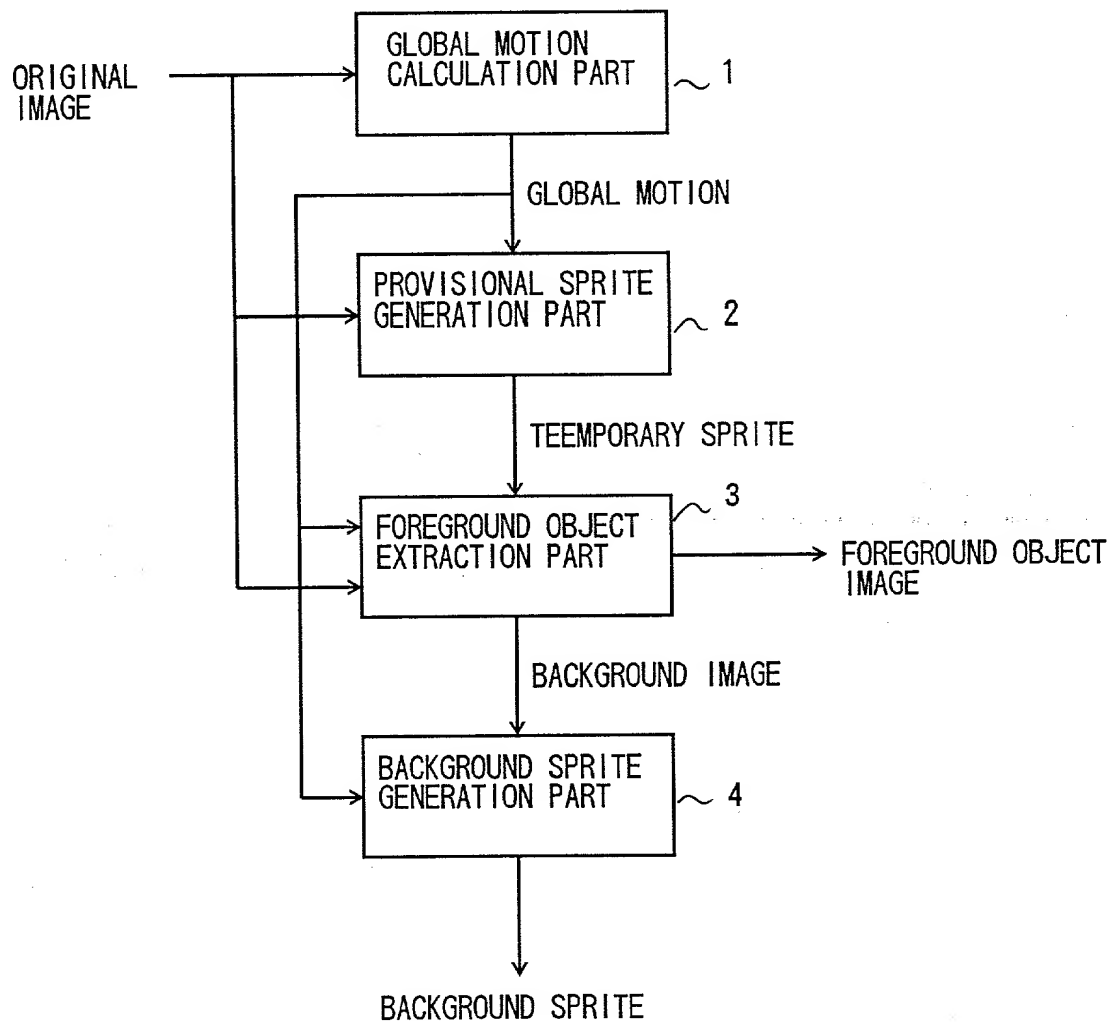 GLOBAL MOTION
CALCULATION PART
1
ORIGINAL
IMAGE
GLOBAL MOTION
PROVISIONAL SPRITE
GENERATION PART
2
TEEMPORARY SPRITE
3
FOREGROUND OBJECT
EXTRACTION PART
FOREGROUND OBJECT
IMAGE
BACKGROUND IMAGE
BACKGROUND SPRITE
GENERATION PART
4
BACKGROUND SPRITE